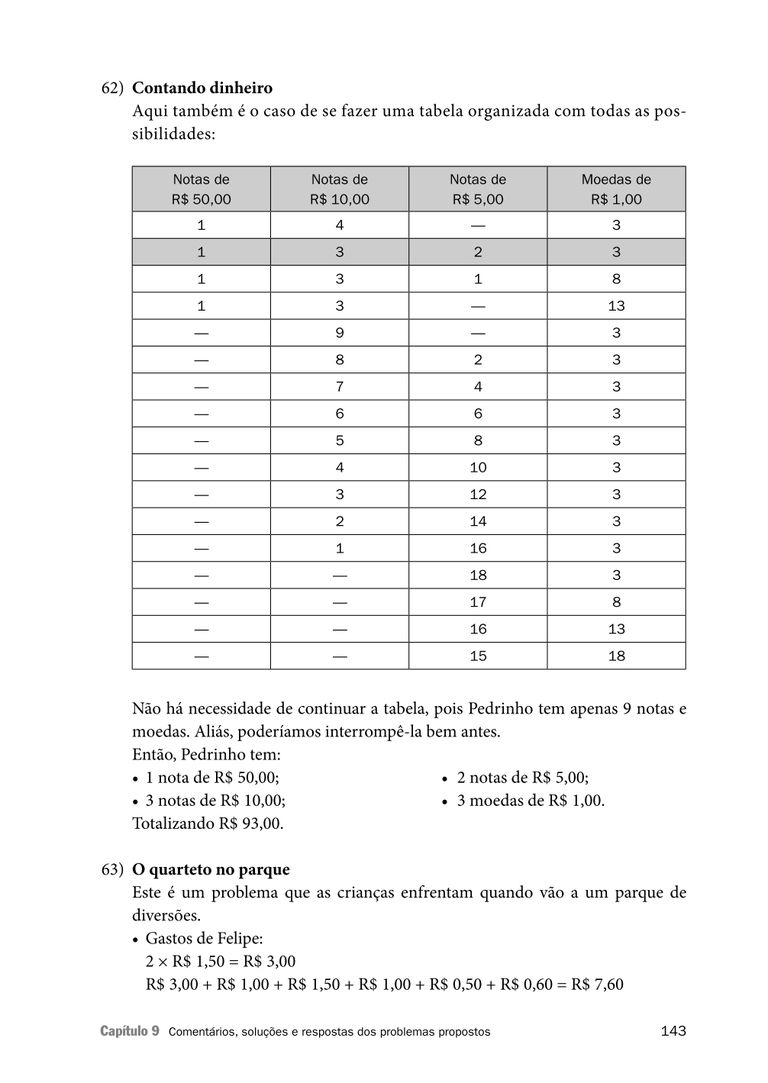 62) Contando dinheiro
Aqui também é o caso de se fazer uma tabela organizada com todas as pos-
sibilidades:
Notas de R$ 50,00 Notas de R$ 10,00 Notas de R$ 5,00 Moedas de R$ 1,00
1 4 — 3
1 3 2 3
1 3 1 8
1 3 — 13
— 9 — 3
— 8 2 3
— 7 4 3
— 6 6 3
— 5 8 3
— 4 10 3
— 3 12 3
— 2 14 3
— 1 16 3
— — 18 3
— — 17 8
— — 16 13
— — 15 18
Não há necessidade de continuar a tabela, pois Pedrinho tem apenas 9 notas e
moedas. Aliás, poderíamos interrompê-la bem antes.
Então, Pedrinho tem:
• 1 nota de R$ 50,00; • 2 notas de R$ 5,00;
• 3 notas de R$ 10,00; • 3 moedas de R$ 1,00.
Totalizando R$ 93,00.
63) O quarteto no parque
Este é um problema que as crianças enfrentam quando vão a um parque de
diversões.
• Gastos de Felipe:
2 × R$ 1,50 = R$ 3,00
R$ 3,00 + R$ 1,00 + R$ 1,50 + R$ 1,00 + R$ 0,50 + R$ 0,60 = R$ 7,60
Capítulo 9 Comentários, soluções e respostas dos problemas propostos 143